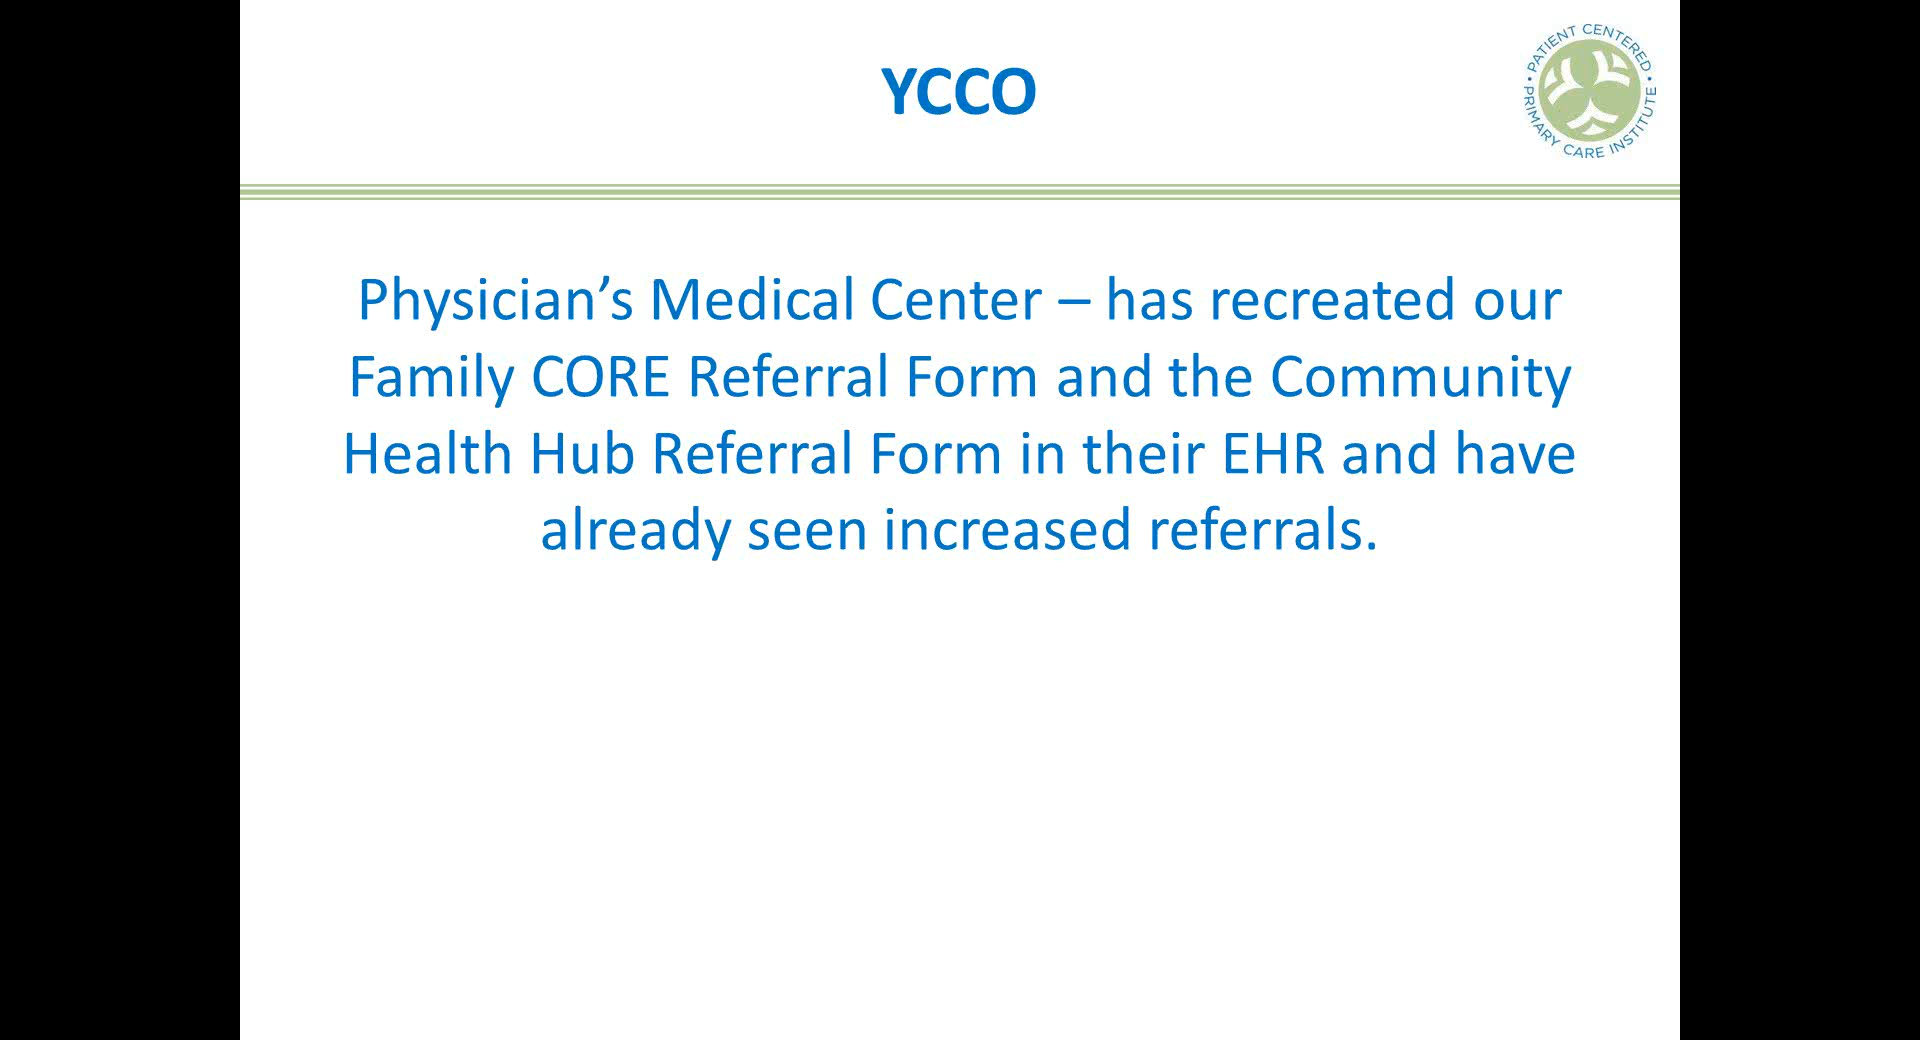 YCCO
• PATIENT CENTERED •
PRIMARY CARE INSTITUTE
Physician’s Medical Center – has recreated our
Family CORE Referral Form and the Community
Health Hub Referral Form in their EHR and have
already seen increased referrals.